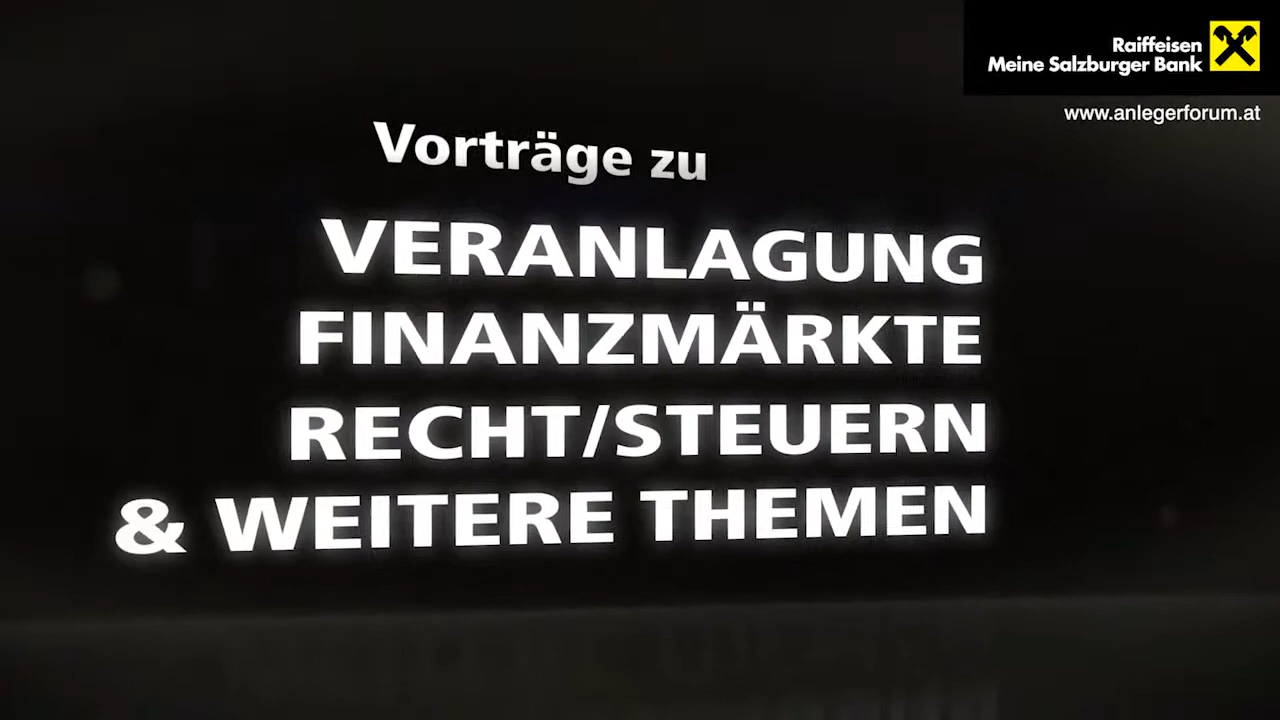 Raiffeisen
Meine Salzburger Bank
www.anlegerforum.at
Vorträge zu
VERANLAGUNG
FINANZMÄRKTE
RECHT/STEUERN
& WEITERE THEMEN